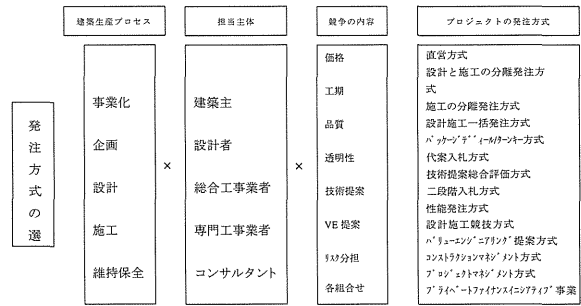 建築生産プロセス
担当主体
競争の内容
プロジェクトの発注方式
発注方式の選
事業化
企画
設計
施工
維持保全
×
建築主
設計者
総合工事業者
専門工事業者
コンサルタント
×
価格
工期
品質
透明性
技術提案
VE提案
ﾘｽｸ分担
各組合せ
直営方式
設計と施工の分離発注方
式
施工の分離発注方式
設計施工一括発注方式
ﾊﾟｯｹｰｼﾞﾃﾞｨｰﾙ/ﾀｰﾝｷｰ方式
代案入札方式
技術提案総合評価方式
二段階入札方式
性能発注方式
設計施工競技方式
ﾊﾞﾘｭｰｴﾝｼﾞﾆｱﾘﾝｸﾞ提案方式
ｺﾝｽﾄﾗｸｼｮﾝﾏﾈｼﾞﾒﾝﾄ方式
ﾌﾟﾛｼﾞｪｸﾄﾏﾈｼﾞﾒﾝﾄ方式
ﾌﾟﾗｲﾍﾞｰﾄﾌｧｲﾅﾝｽｲﾆｼｱﾃｨﾌﾞ事業